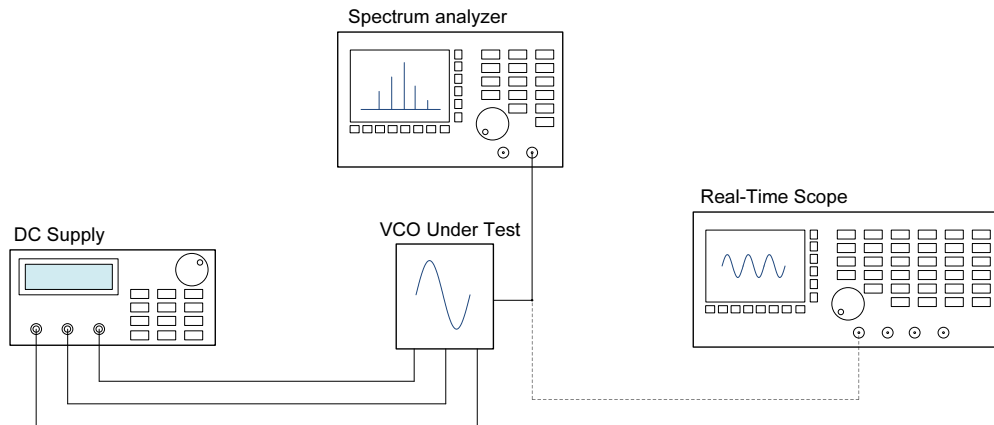 Spectrum analyzer
Real-Time Scope
DC Supply
VCO Under Test